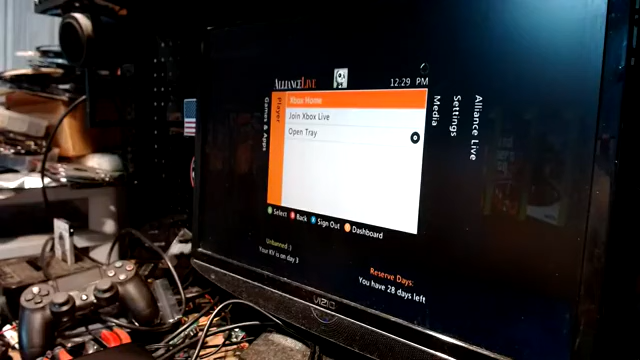 ALLIANCELIVE
12:29 PM
Games & Apps
Player
Xbox Home
Join Xbox Live
Open Tray
Media
Settings
Alliance Live
Select
Back
Sign Out
Dashboard
Unbanned :)
Your KV is on day 3
Reserve Days:
You have 28 days left
VIZIO